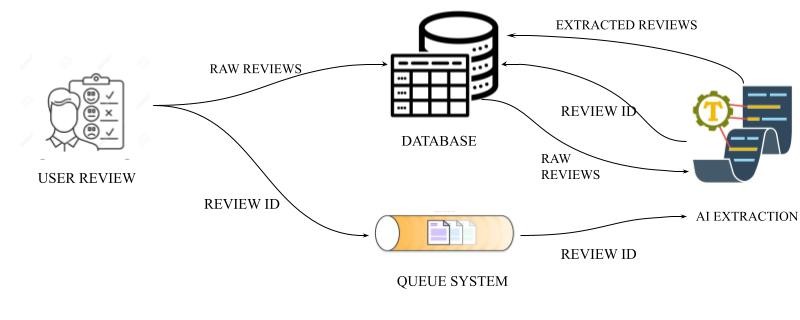 EXTRACTED REVIEWS
RAW REVIEWS
REVIEW ID
DATABASE
RAW
REVIEWS
USER REVIEW
REVIEW ID
AI EXTRACTION
REVIEW ID
QUEUE SYSTEM
T